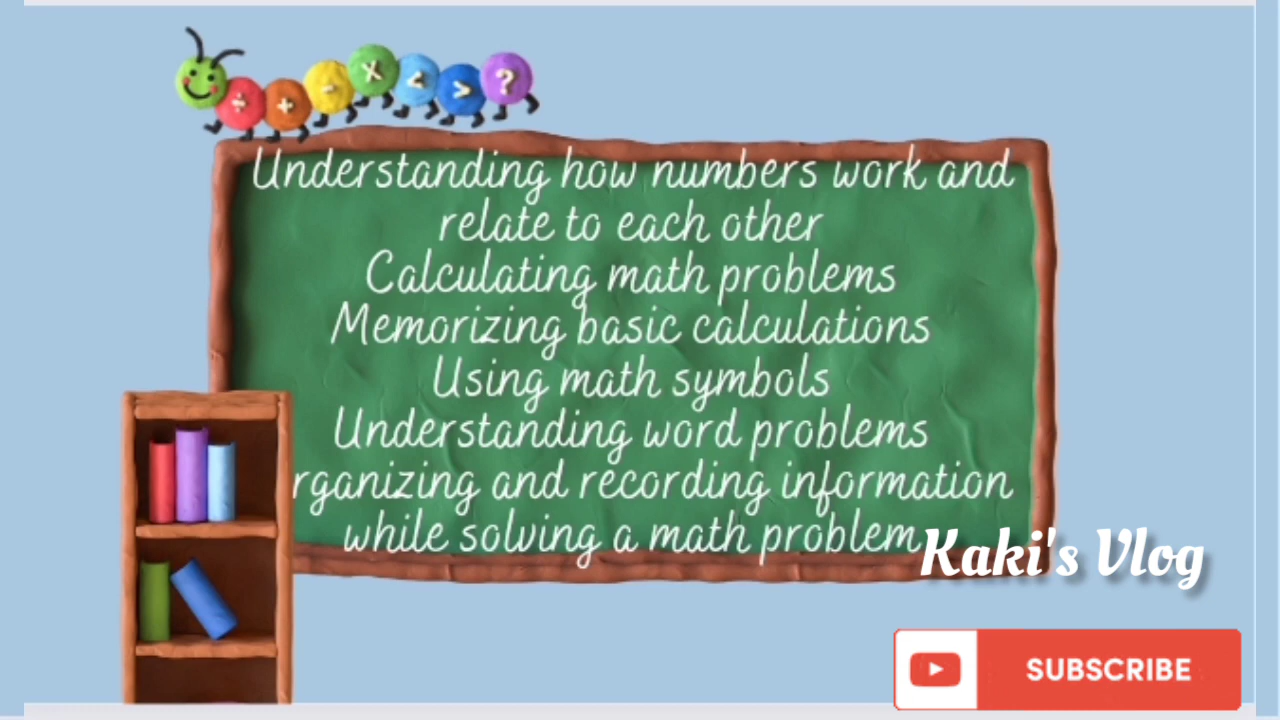 ÷ + - x < > ?
Understanding how numbers work and
relate to each other
Calculating math problems
Memorizing basic calculations
Using math symbols
Understanding word problems
rganizing and recording information
while solving a math problem
Kaki's Vlog
SUBSCRIBE